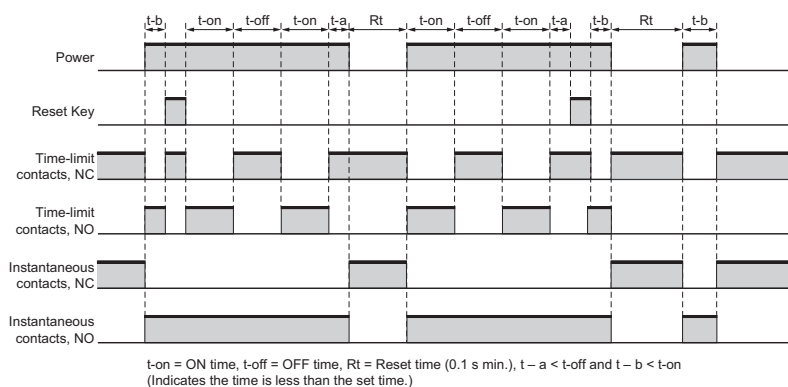 t-b t-on t-off t-on t-a Rt t-on t-off t-on t-a t-b Rt t-b
Power
Reset Key
Time-limit
contacts, NC
Time-limit
contacts, NO
Instantaneous
contacts, NC
Instantaneous
contacts, NO
t-on = ON time, t-off = OFF time, Rt = Reset time (0.1 s min.), t – a < t-off and t – b < t-on
(Indicates the time is less than the set time.)